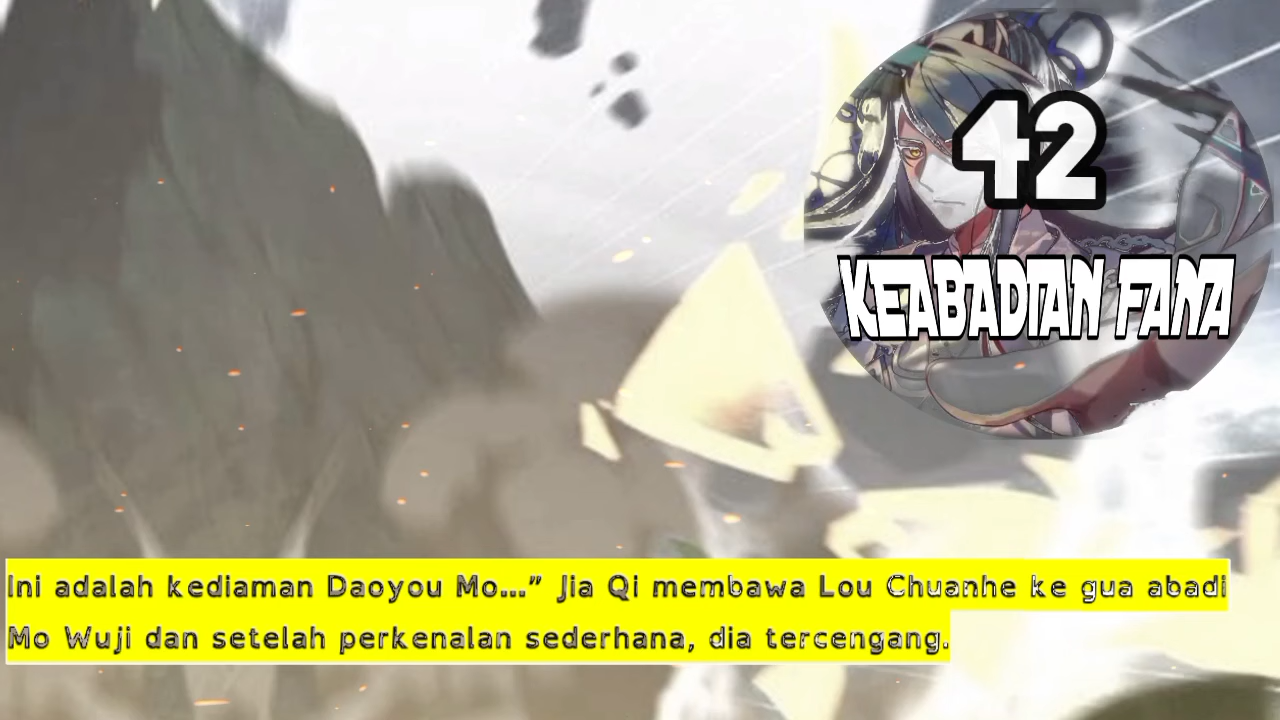 42
KEABADIAN FANA
Ini adalah kediaman Daoyou Mo...” Jia Qi membawa Lou Chuanhe ke gua abadi
Mo Wuji dan setelah perkenalan sederhana, dia tercengang.